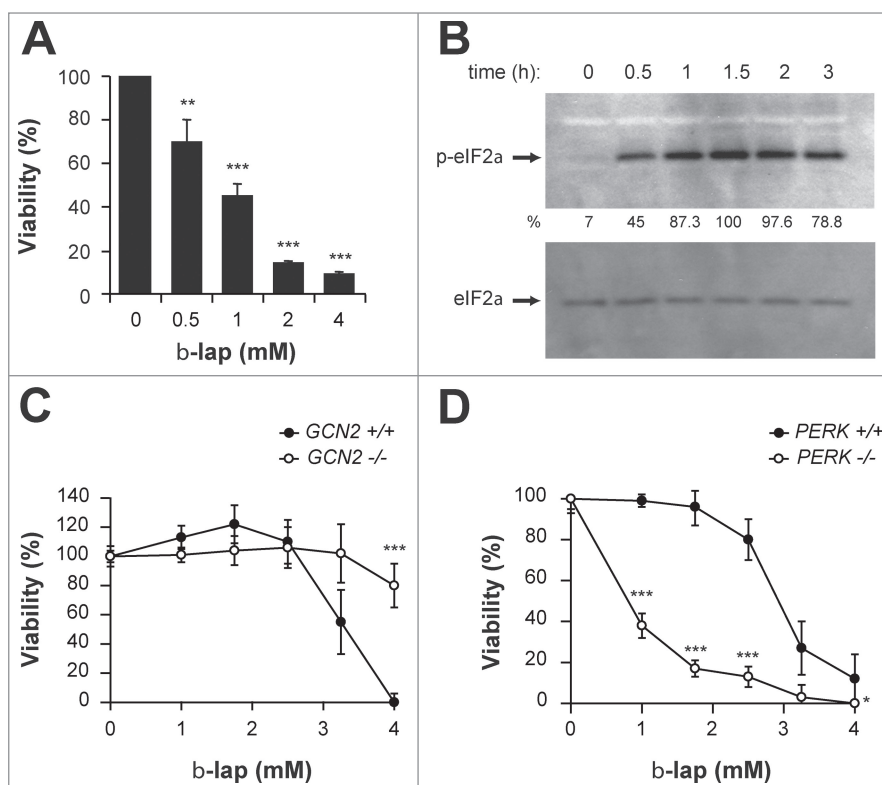 A
Viability (%)
100
80
60
40
20
0
**
***
***
***
0 0.5 1 2 4
b-lap (mM)
B
time (h): 0 0.5 1 1.5 2 3
p-eIF2a
% 7 45 87.3 100 97.6 78.8
eIF2a
C
GCN2 +/+
GCN2 -/-
Viability (%)
140
120
100
80
60
40
20
0
***
0 1 2 3 4
b-lap (mM)
D
PERK +/+
PERK -/-
Viability (%)
100
80
60
40
20
0
***
***
***
*
0 1 2 3 4
b-lap (mM)